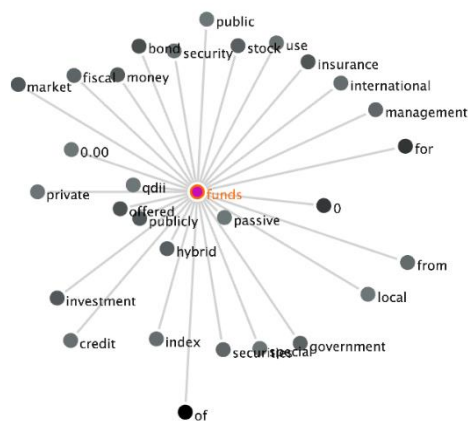 public
bond
security
stock
use
insurance
market
fiscal
money
international
management
for
0.00
private
qdii
funds
offered
publicly
passive
0
hybrid
from
investment
local
credit
index
securities
special
government
of